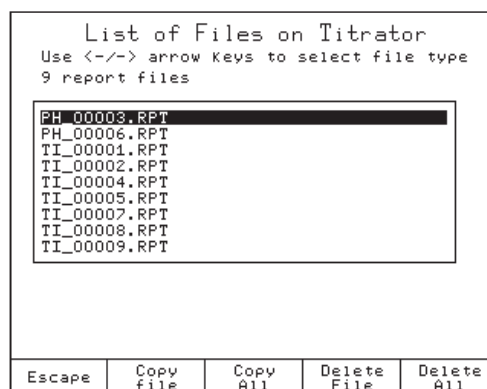 List of Files on Titrator
Use <-/-> arrow Keys to select file type
9 report files
PH_00003.RPT
PH_00006.RPT
TI_00001.RPT
TI_00002.RPT
TI_00004.RPT
TI_00005.RPT
TI_00007.RPT
TI_00008.RPT
TI_00009.RPT
Escape
Copy
file
Copy
All
Delete
File
Delete
All